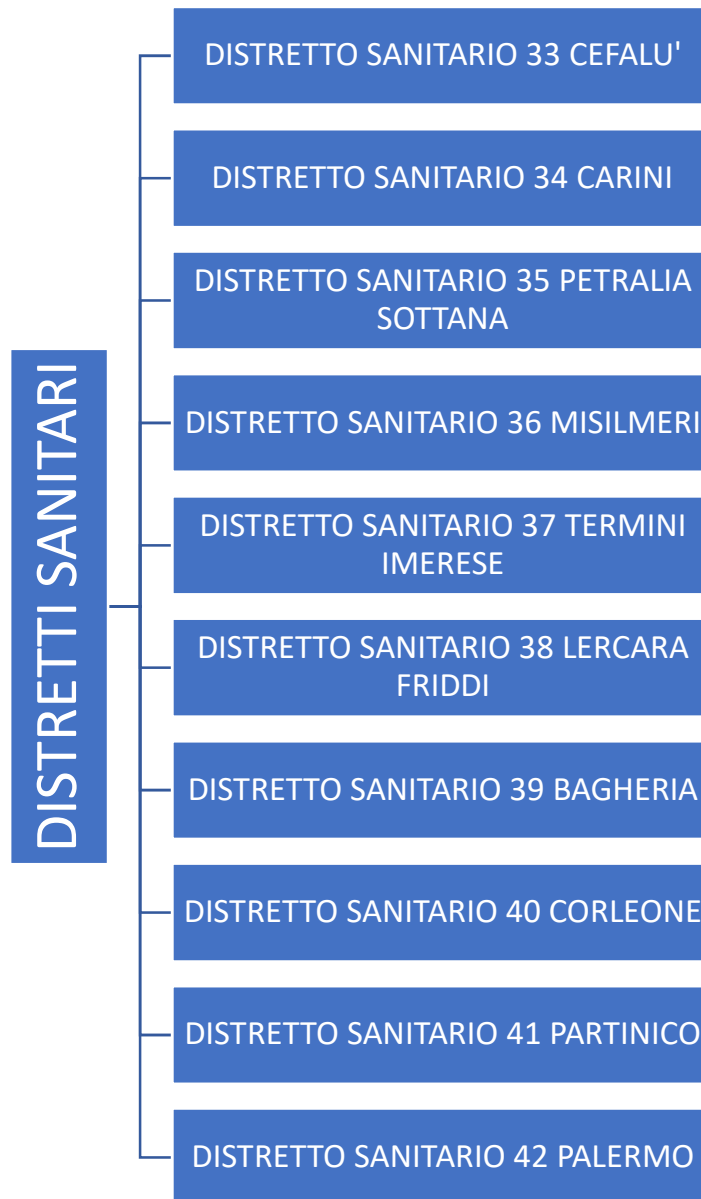 DISTRETTI SANITARI
DISTRETTO SANITARIO 33 CEFALU'
DISTRETTO SANITARIO 34 CARINI
DISTRETTO SANITARIO 35 PETRALIA
SOTTANA
DISTRETTO SANITARIO 36 MISILMERI
DISTRETTO SANITARIO 37 TERMINI
IMERESE
DISTRETTO SANITARIO 38 LERCARA
FRIDDI
DISTRETTO SANITARIO 39 BAGHERIA
DISTRETTO SANITARIO 40 CORLEONE
DISTRETTO SANITARIO 41 PARTINICO
DISTRETTO SANITARIO 42 PALERMO